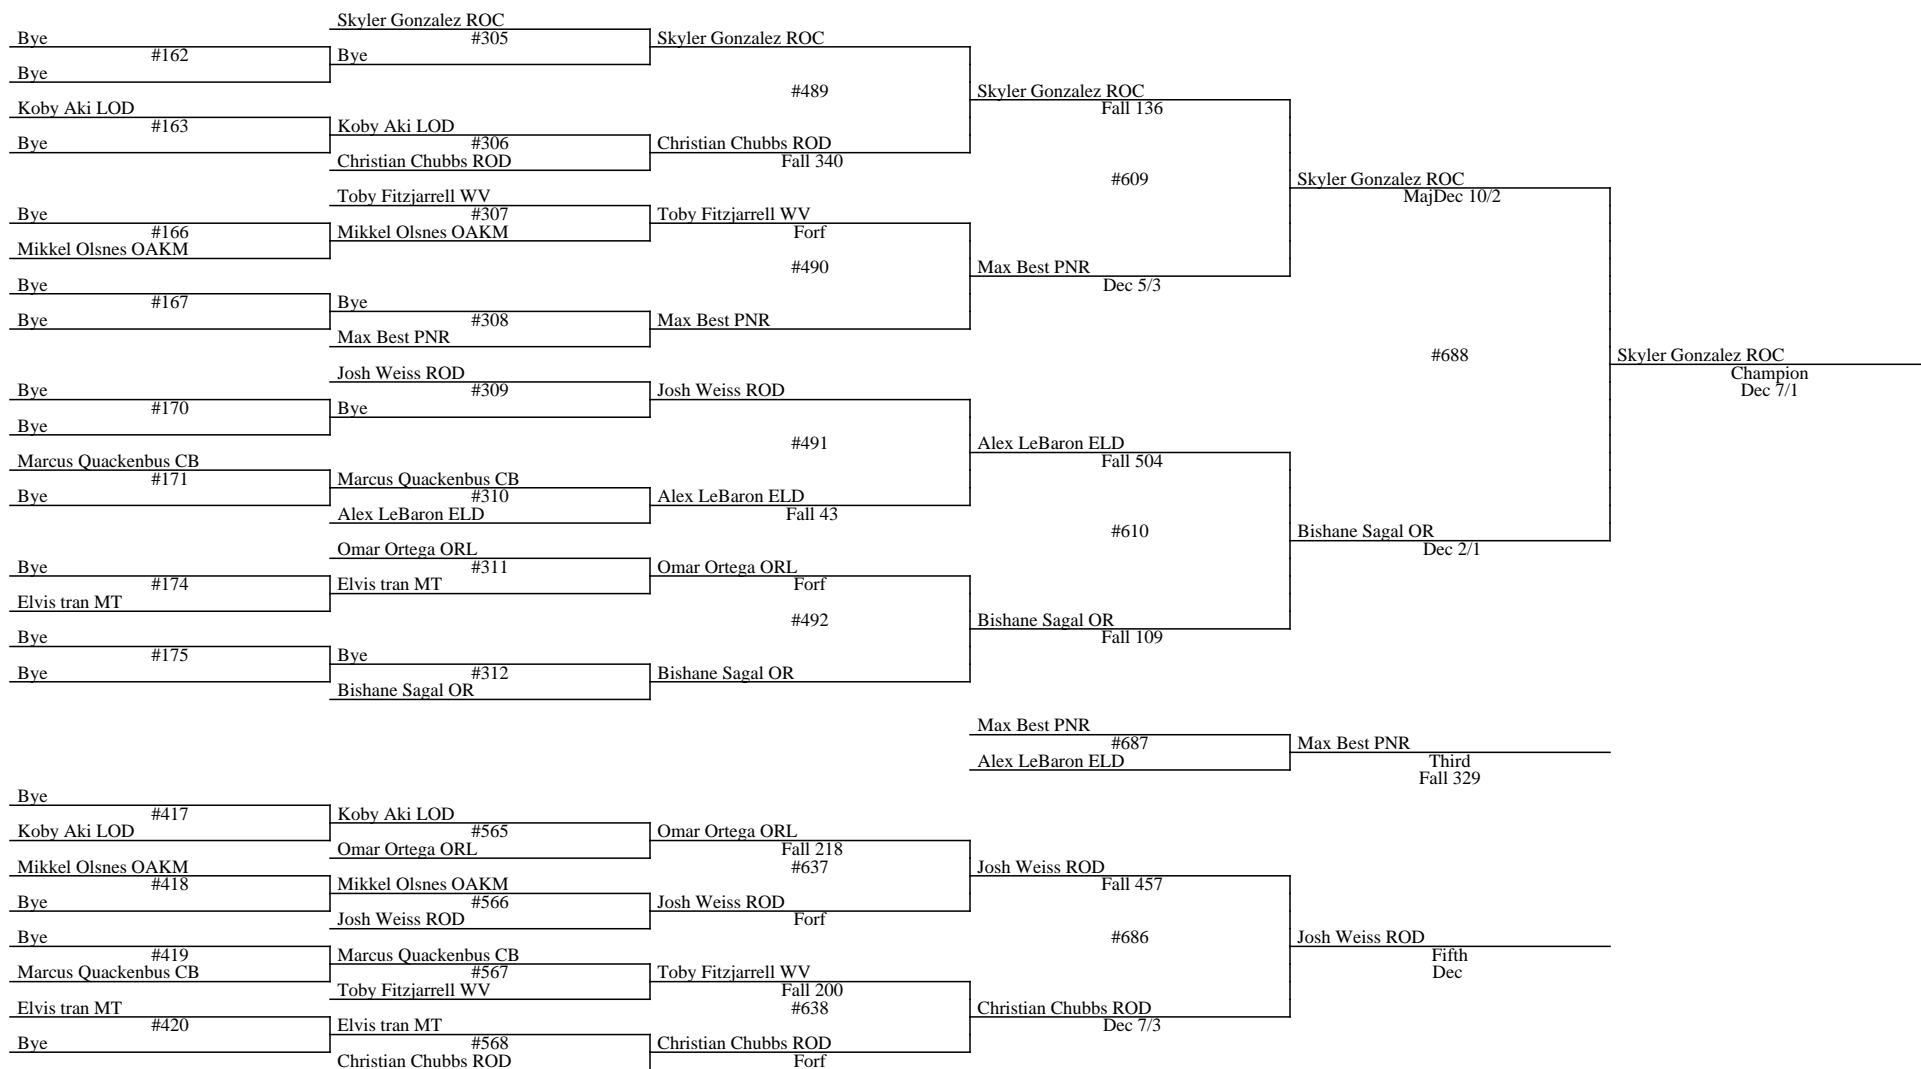 Skyler Gonzalez ROC
Bye
#305
Skyler Gonzalez ROC
#162
Bye
Bye
#489
Skyler Gonzalez ROC
Koby Aki LOD
Fall 136
#163
Koby Aki LOD
Bye
#306
Christian Chubbs ROD
Christian Chubbs ROD
Fall 340
#609
Skyler Gonzalez ROC
Toby Fitzjarrell WV
MajDec 10/2
Bye
#307
Toby Fitzjarrell WV
#166
Mikkel Olsnes OAKM
Forf
Mikkel Olsnes OAKM
#490
Max Best PNR
Bye
Dec 5/3
#167
Bye
Bye
#308
Max Best PNR
Max Best PNR
#688
Skyler Gonzalez ROC
Josh Weiss ROD
Champion
Bye
#309
Josh Weiss ROD
Dec 7/1
#170
Bye
Bye
#491
Alex LeBaron ELD
Marcus Quackenbus CB
Fall 504
#171
Marcus Quackenbus CB
Bye
#310
Alex LeBaron ELD
Alex LeBaron ELD
Fall 43
#610
Bishane Sagal OR
Omar Ortega ORL
Dec 2/1
Bye
#311
Omar Ortega ORL
#174
Elvis tran MT
Forf
Elvis tran MT
#492
Bishane Sagal OR
Bye
Fall 109
#175
Bye
Bye
#312
Bishane Sagal OR
Bishane Sagal OR
Max Best PNR
#687
Max Best PNR
Alex LeBaron ELD
Third
Fall 329
Bye
#417
Koby Aki LOD
Koby Aki LOD
#565
Omar Ortega ORL
Omar Ortega ORL
Fall 218
Mikkel Olsnes OAKM
#637
Josh Weiss ROD
#418
Mikkel Olsnes OAKM
Fall 457
Bye
#566
Josh Weiss ROD
Josh Weiss ROD
Forf
Bye
#686
Josh Weiss ROD
#419
Marcus Quackenbus CB
Fifth
Marcus Quackenbus CB
#567
Toby Fitzjarrell WV
Dec
Toby Fitzjarrell WV
Fall 200
Elvis tran MT
#638
Christian Chubbs ROD
#420
Elvis tran MT
Dec 7/3
Bye
#568
Christian Chubbs ROD
Christian Chubbs ROD
Forf